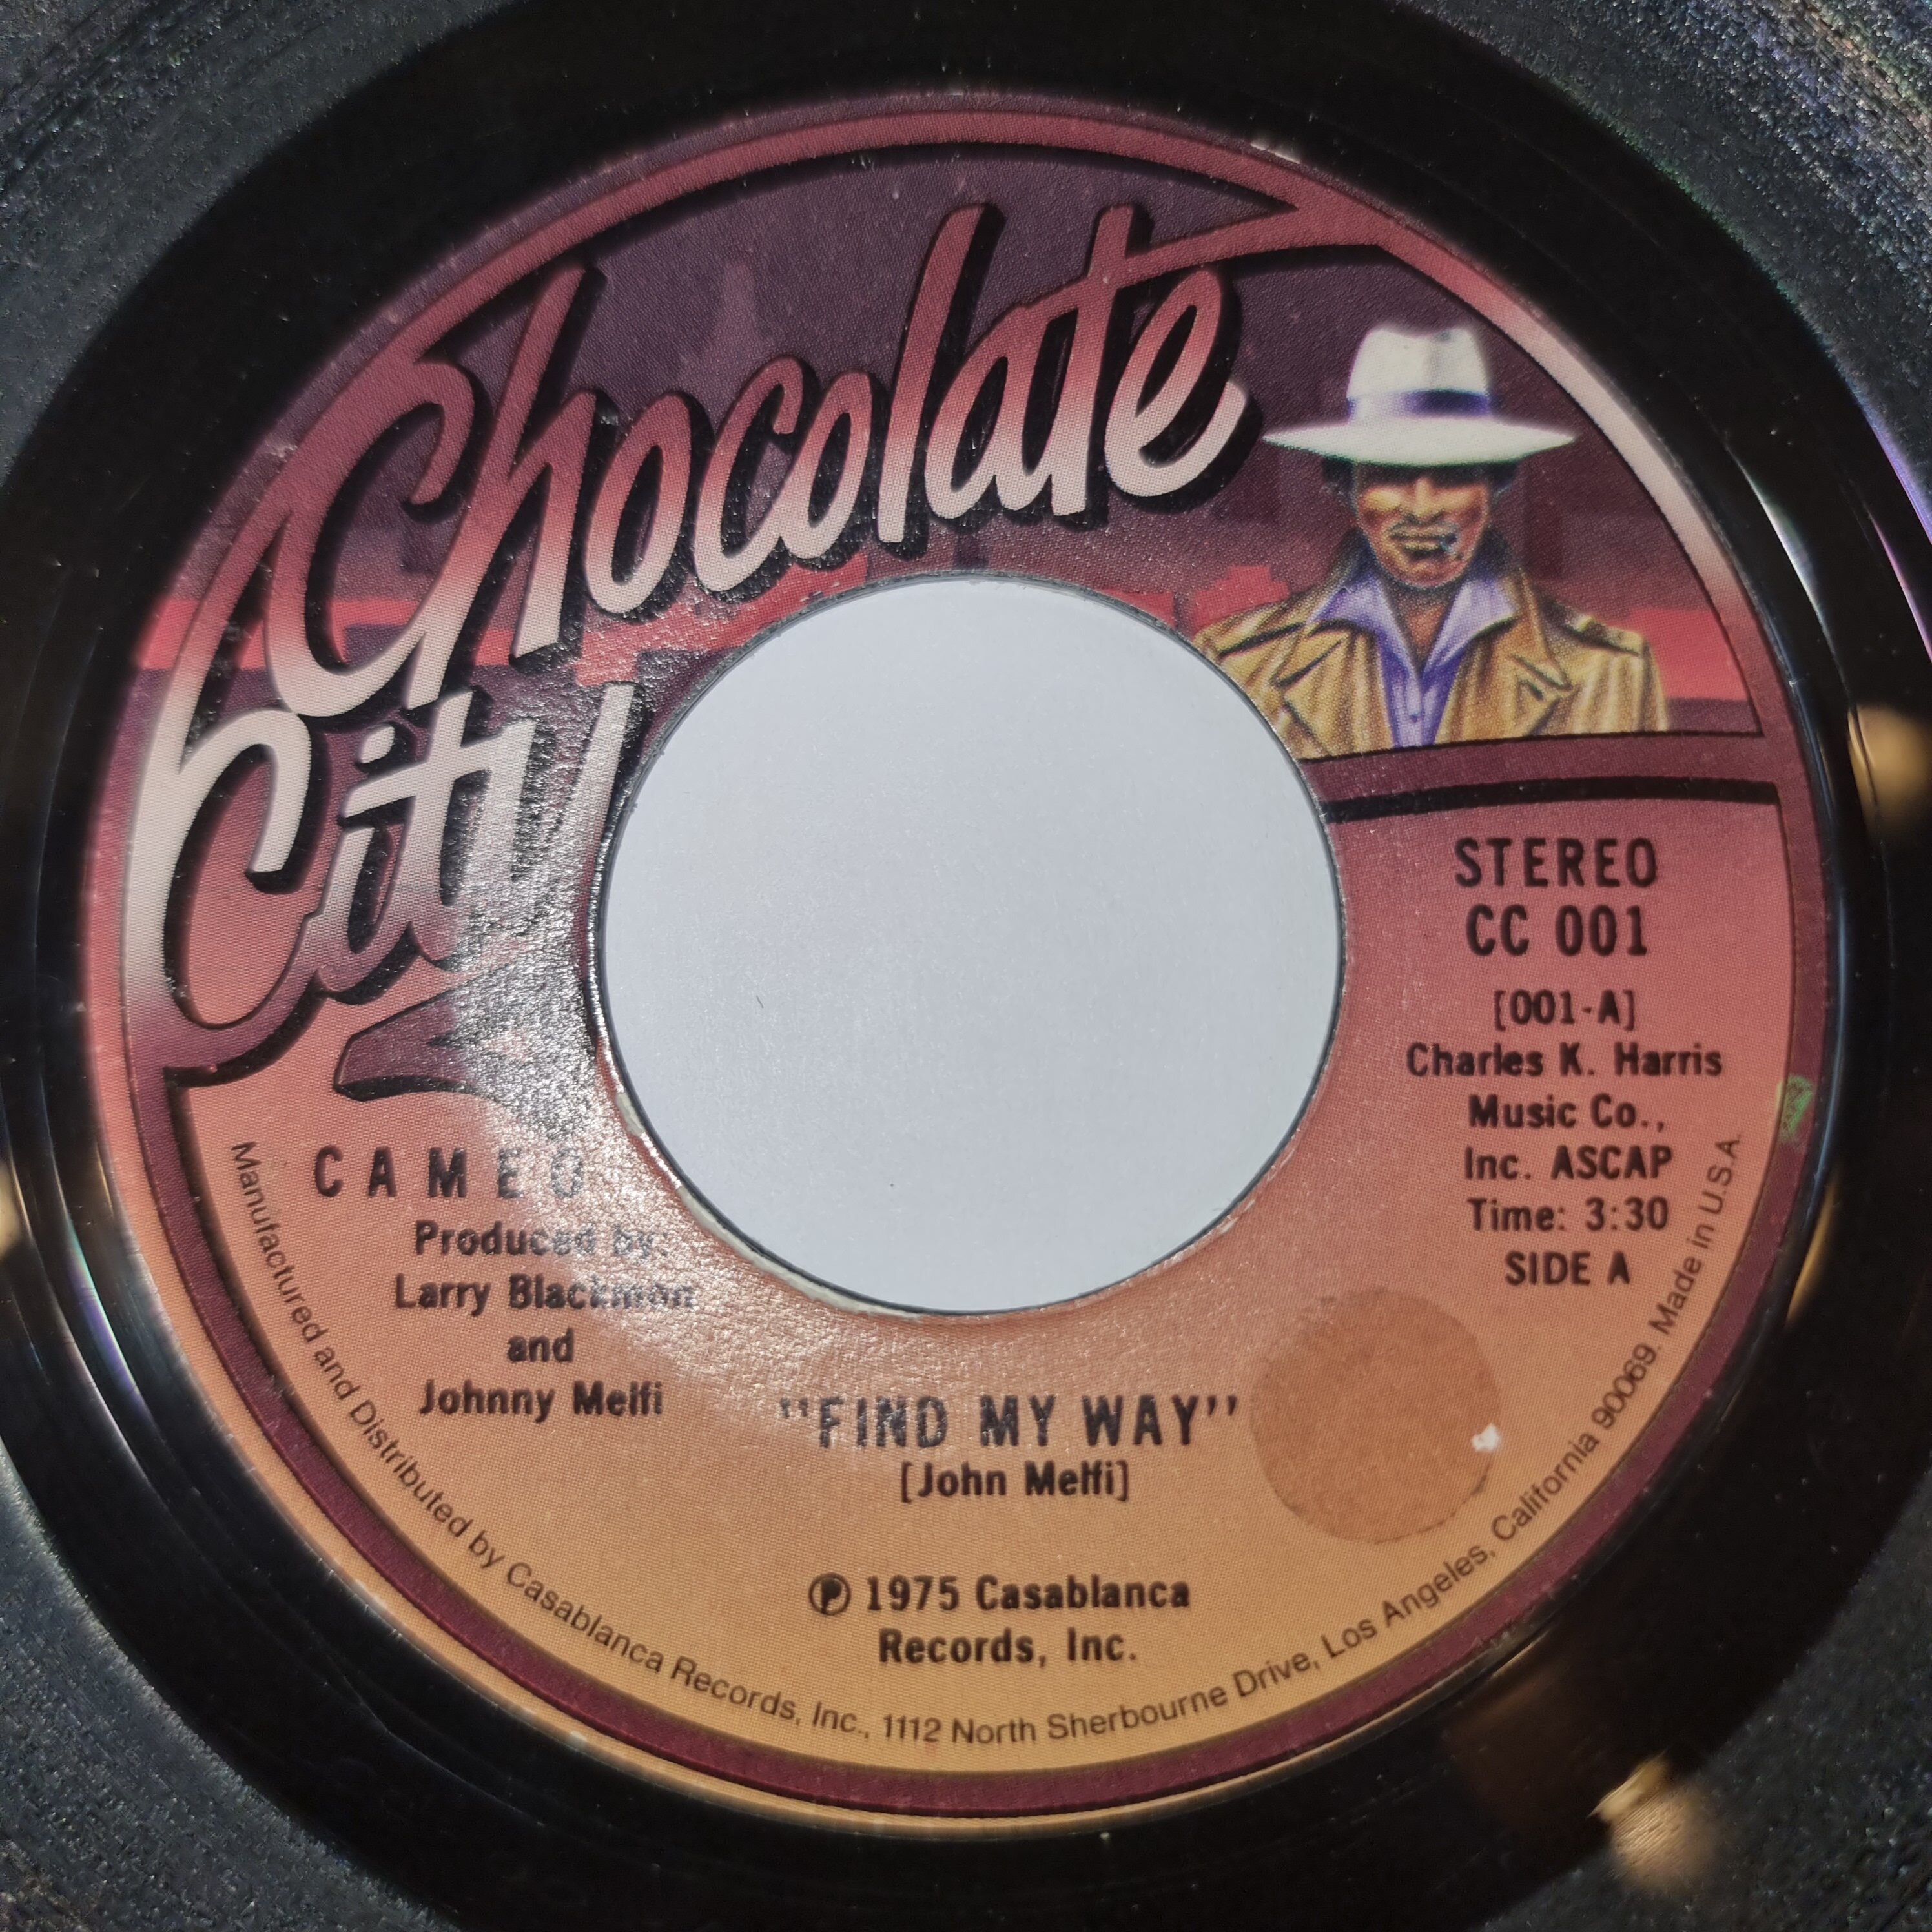 Chocolate
City
STEREO
CC 001
[001-A]
Charles K. Harris
Music Co.,
Inc. ASCAP
Time: 3:30
SIDE A
CAMEO
Produced by
Larry Blackmon
and
Johnny Melfi
"FIND MY WAY"
[John Melfi]
℗ 1975 Casablanca
Records, Inc.
Manufactured and Distributed by Casablanca Records, Inc., 1112 North Sherbourne Drive, Los Angeles, California 90069. Made in U.S.A.